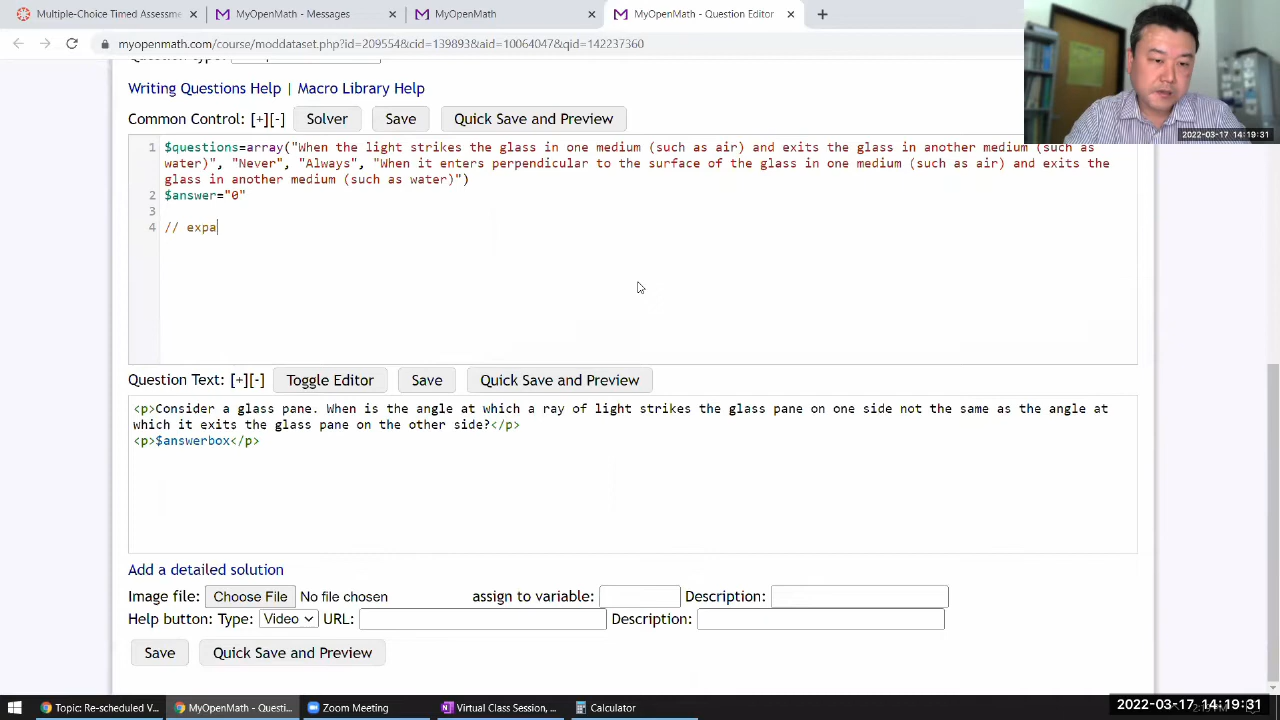 Multiple-Choice Timed Assessm
MyOpenMath - Messages
MyOpenMath
MyOpenMath - Question Editor
myopenmath.com/course/moddataset.php?id=209554&cid=139893&aid=10064047&qid=142237360
2022-03-17 14:19:31
Writing Questions Help | Macro Library Help
Common Control: [+][-] Solver Save Quick Save and Preview
1 $questions=array("When the light strikes the glass in one medium (such as air) and exits the glass in another medium (such as
water)", "Never", "Always", "When it enters perpendicular to the surface of the glass in one medium (such as air) and exits the
glass in another medium (such as water)")
2 $answer="0"
3
4 // expa
Question Text: [+][-] Toggle Editor Save Quick Save and Preview
<p>Consider a glass pane. When is the angle at which a ray of light strikes the glass pane on one side not the same as the angle at
which it exits the glass pane on the other side?</p>
<p>$answerbox</p>
Add a detailed solution
Image file: Choose File No file chosen assign to variable: Description:
Help button: Type: Video URL: Description:
Save Quick Save and Preview
Topic: Re-scheduled V...
MyOpenMath - Questi...
Zoom Meeting
Virtual Class Session, ...
Calculator
2022-03-17 14:19:31